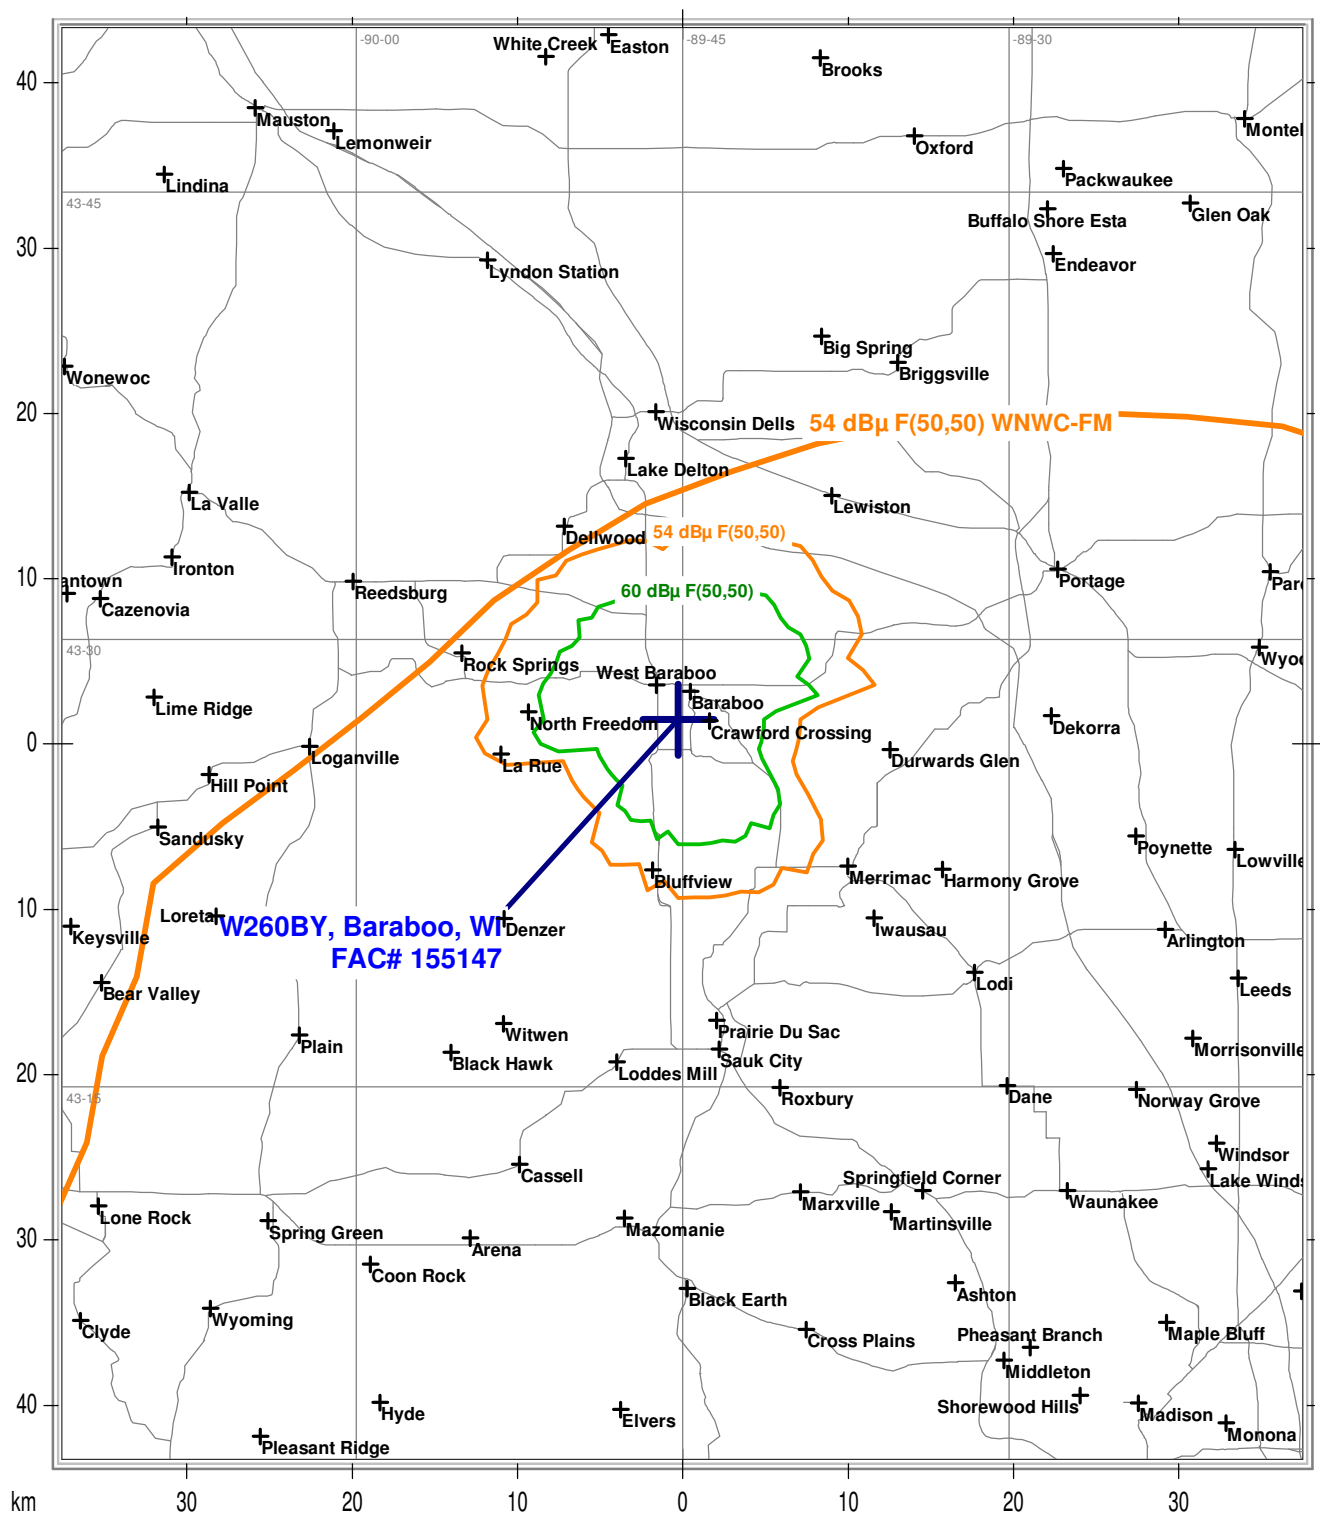 -90-00
-89-45
-89-30
White Creek
Easton
Brooks
40
Mauston
Lemonweir
Oxford
Montel
Lindina
Packwaukee
43-45
Buffalo Shore Esta
Glen Oak
30
Lyndon Station
Endeavor
Big Spring
Briggsville
Wonewoc
20
Wisconsin Dells
54 dBµ F(50,50) WNWC-FM
Lake Delton
La Valle
Lewiston
Dellwood
54 dBµ F(50,50)
Ironton
10
antown
Cazenovia
Reedsburg
60 dBµ F(50,50)
Portage
Pard
43-30
Rock Springs
West Baraboo
Wyoc
Lime Ridge
Baraboo
North Freedom
Crawford Crossing
Dekorra
0
Loganville
La Rue
Durwards Glen
Hill Point
Sandusky
Poynette
Lowville
Bluffview
Merrimac
Harmony Grove
10
Loreta
W260BY, Baraboo, WI
FAC# 155147
Denzer
Iwausau
Keysville
Arlington
Bear Valley
Lodi
Leeds
Witwen
Prairie Du Sac
Plain
Black Hawk
Sauk City
Morrisonville
20
Loddes Mill
43-15
Roxbury
Dane
Norway Grove
Windsor
Cassell
Springfield Corner
Lake Winds
Lone Rock
Marxville
Waunakee
Spring Green
Mazomanie
Martinsville
30
Arena
Coon Rock
Black Earth
Ashton
Wyoming
Clyde
Cross Plains
Pheasant Branch
Maple Bluff
Middleton
40
Hyde
Elvers
Shorewood Hills
Madison
Pleasant Ridge
Monona
km
30
20
10
0
10
20
30